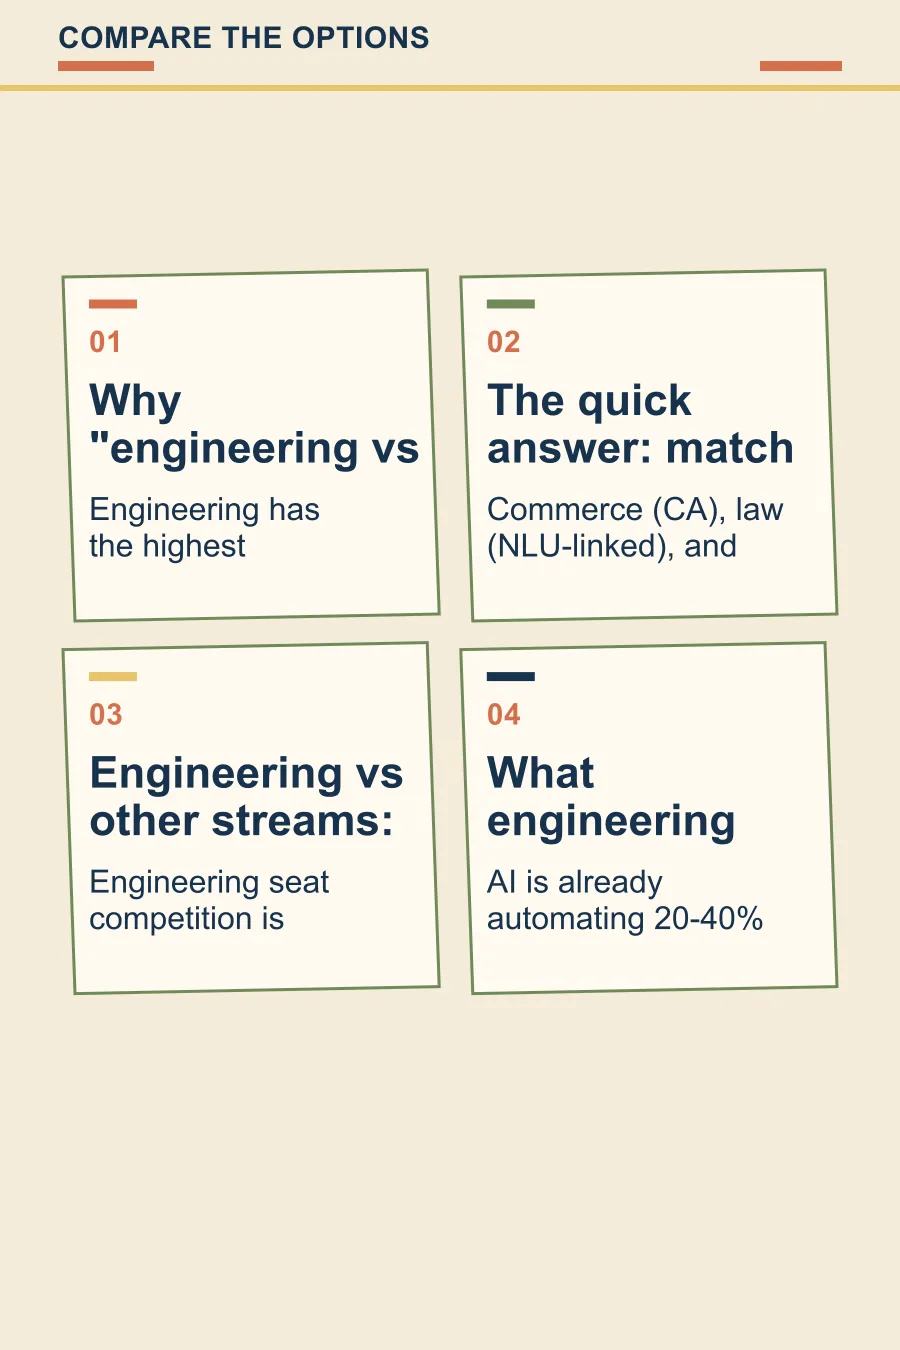 COMPARE THE OPTIONS
01
Why
"engineering vs
Engineering has
the highest
02
The quick
answer: match
Commerce (CA), law
(NLU-linked), and
03
Engineering vs
other streams:
Engineering seat
competition is
04
What
engineering
AI is already
automating 20-40%